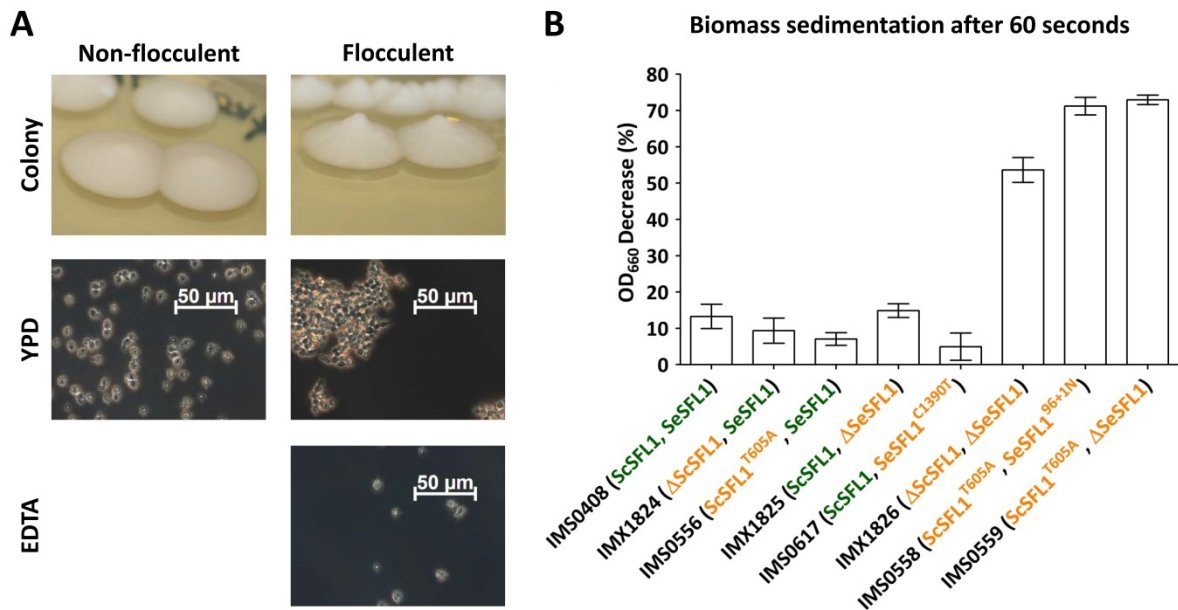 A
Non-flocculent
Flocculent
Colony
YPD
50 µm
50 µm
EDTA
50 µm
B
Biomass sedimentation after 60 seconds
OD660 Decrease (%)
80
70
60
50
40
30
20
10
0
IMS0408 (ScSFL1, SeSFL1)
IMX1824 (ΔScSFL1, SeSFL1)
IMS0556 (ScSFL1T605A, SeSFL1)
IMX1825 (ScSFL1, ΔSeSFL1)
IMS0617 (ScSFL1, SeSFL1C1390T)
IMX1826 (ΔScSFL1, ΔSeSFL1)
IMS0558 (ScSFL1T605A, SeSFL196+1N)
IMS0559 (ScSFL1T605A, ΔSeSFL1)